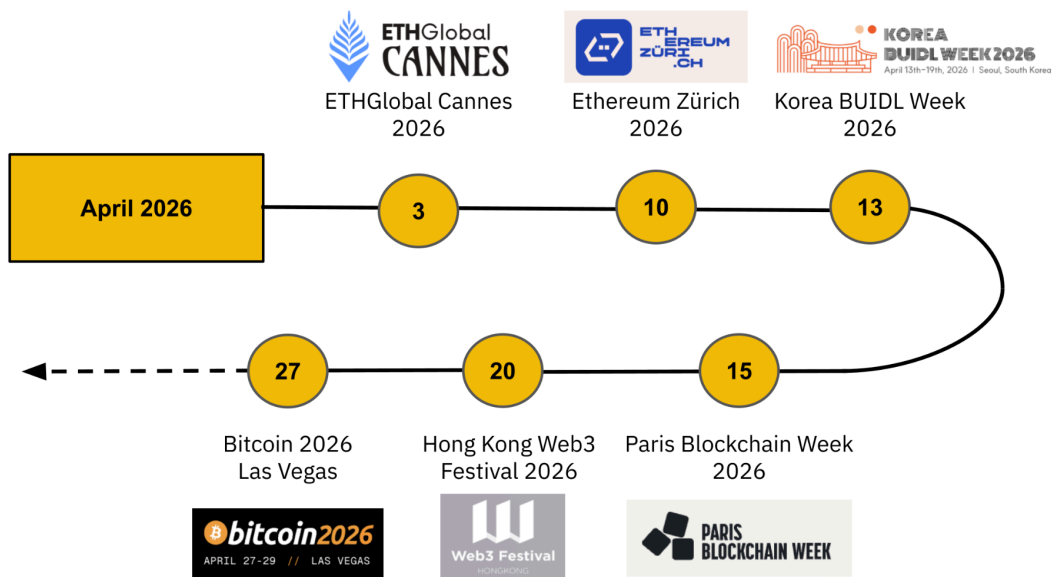 ETHGlobal
CANNES
ETHGlobal Cannes
2026
ETH
EREUM
ZÜRI
.CH
Ethereum Zürich
2026
KOREA
BUIDL WEEK 2026
April 13th-19th, 2026 | Seoul, South Korea
Korea BUIDL Week
2026
April 2026
3
10
13
27
20
15
Bitcoin 2026
Las Vegas
Hong Kong Web3
Festival 2026
Paris Blockchain Week
2026
bitcoin2026
APRIL 27-29 // LAS VEGAS
Web3 Festival
HONGKONG
PARIS
BLOCKCHAIN WEEK